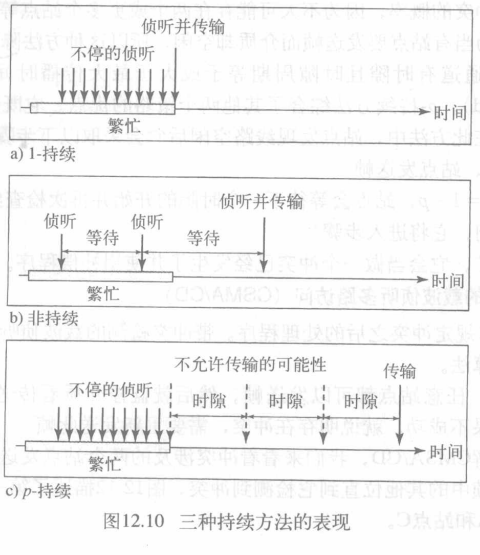 侦听并传输
不停的侦听
时间
繁忙
a) 1-持续
侦听并传输
侦听 侦听
等待 等待
时间
繁忙
b) 非持续
不允许传输的可能性 传输
不停的侦听 时隙 时隙 时隙
时间
繁忙
c) p-持续
图12.10 三种持续方法的表现